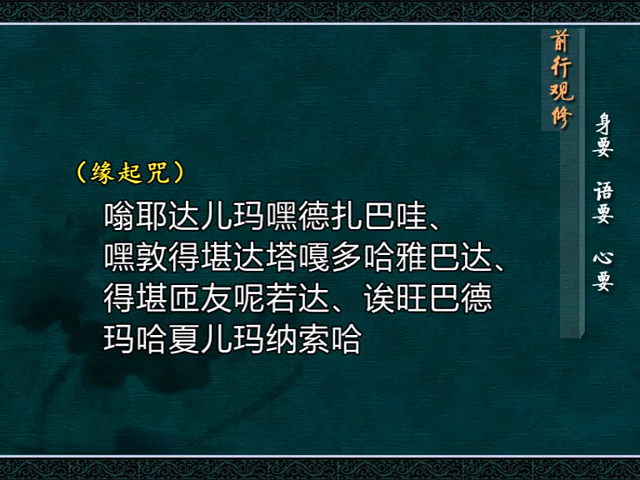 前行观修
身要 语要 心要
（缘起咒）
嗡耶达儿玛嘿德扎巴哇、
嘿敦得堪达塔嘎多哈雅巴达、
得堪匝友呢若达、诶旺巴德
玛哈夏儿玛纳索哈